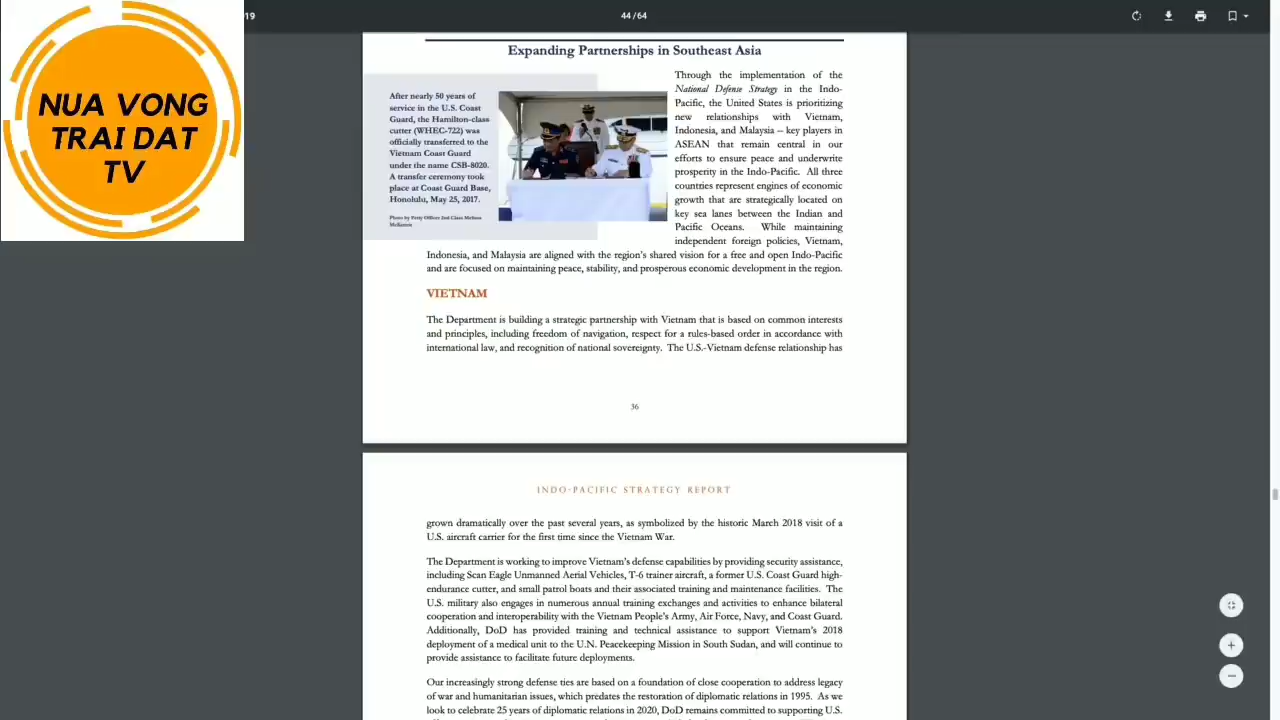 NUA VONG
TRAI DAT
TV
19
44 / 64
Expanding Partnerships in Southeast Asia
After nearly 50 years of
service in the U.S. Coast
Guard, the Hamilton-class
cutter (WHEC-722) was
officially transferred to the
Vietnam Coast Guard
under the name CSB-8020.
A transfer ceremony took
place at Coast Guard Base,
Honolulu, May 25, 2017.
Photo by Petty Officer 2nd Class Melissa
McKenzie
Through the implementation of the
National Defense Strategy in the Indo-
Pacific, the United States is prioritizing
new relationships with Vietnam,
Indonesia, and Malaysia – key players in
ASEAN that remain central in our
efforts to ensure peace and underwrite
prosperity in the Indo-Pacific. All three
countries represent engines of economic
growth that are strategically located on
key sea lanes between the Indian and
Pacific Oceans. While maintaining
independent foreign policies, Vietnam,
Indonesia, and Malaysia are aligned with the region's shared vision for a free and open Indo-Pacific
and are focused on maintaining peace, stability, and prosperous economic development in the region.
VIETNAM
The Department is building a strategic partnership with Vietnam that is based on common interests
and principles, including freedom of navigation, respect for a rules-based order in accordance with
international law, and recognition of national sovereignty. The U.S.-Vietnam defense relationship has
36
INDO-PACIFIC STRATEGY REPORT
grown dramatically over the past several years, as symbolized by the historic March 2018 visit of a
U.S. aircraft carrier for the first time since the Vietnam War.
The Department is working to improve Vietnam's defense capabilities by providing security assistance,
including Scan Eagle Unmanned Aerial Vehicles, T-6 trainer aircraft, a former U.S. Coast Guard high-
endurance cutter, and small patrol boats and their associated training and maintenance facilities. The
U.S. military also engages in numerous annual training exchanges and activities to enhance bilateral
cooperation and interoperability with the Vietnam People's Army, Air Force, Navy, and Coast Guard.
Additionally, DoD has provided training and technical assistance to support Vietnam's 2018
deployment of a medical unit to the U.N. Peacekeeping Mission in South Sudan, and will continue to
provide assistance to facilitate future deployments.
Our increasingly strong defense ties are based on a foundation of close cooperation to address legacy
of war and humanitarian issues, which predates the restoration of diplomatic relations in 1995. As we
look to celebrate 25 years of diplomatic relations in 2020, DoD remains committed to supporting U.S.